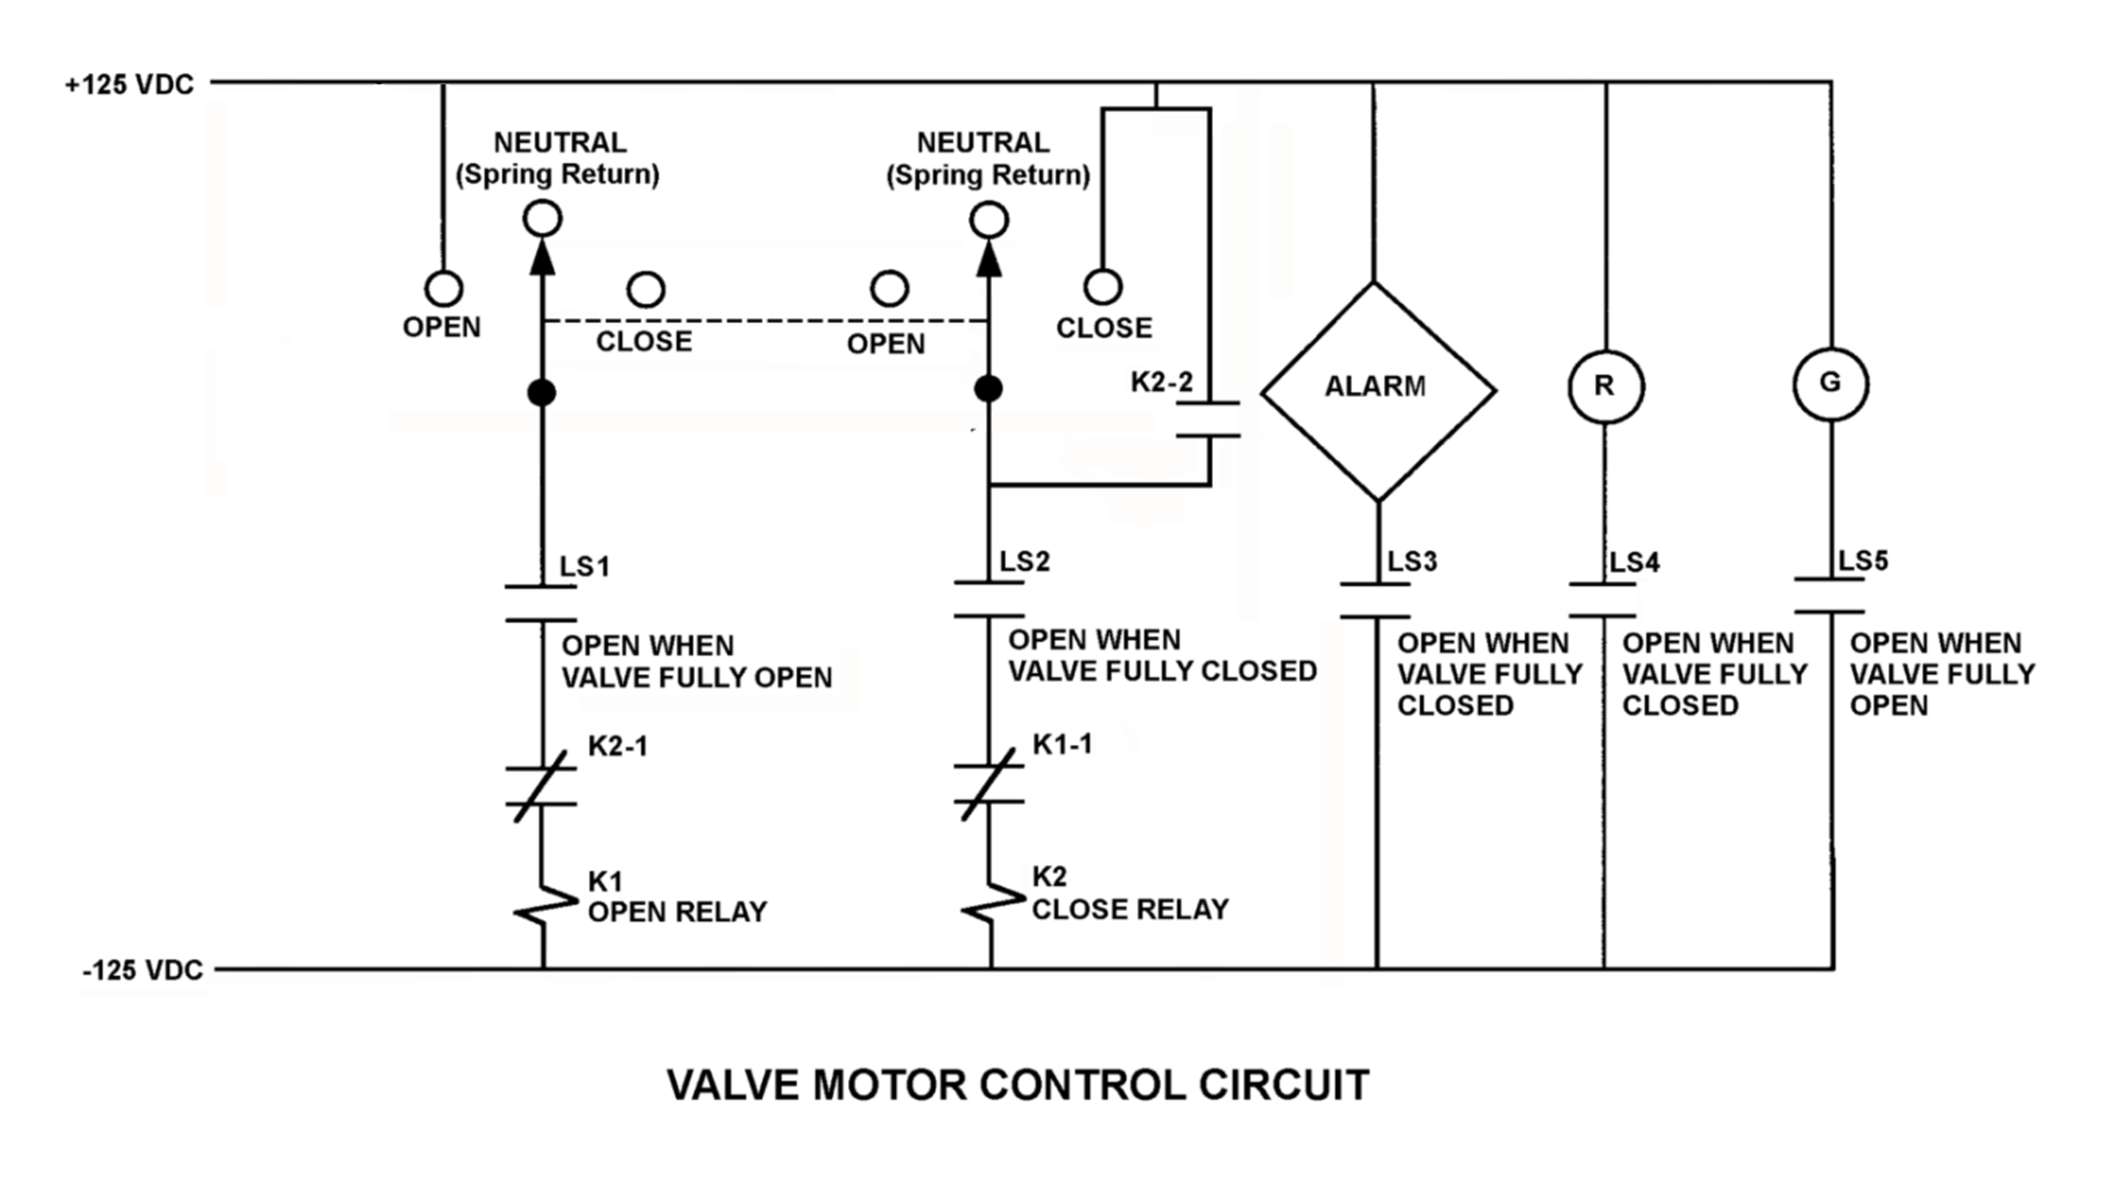 +125 VDC
NEUTRAL
(Spring Return)
NEUTRAL
(Spring Return)
OPEN
CLOSE
OPEN
CLOSE
K2-2
ALARM
R
G
LS1
OPEN WHEN
VALVE FULLY OPEN
LS2
OPEN WHEN
VALVE FULLY CLOSED
LS3
OPEN WHEN
VALVE FULLY
CLOSED
LS4
OPEN WHEN
VALVE FULLY
CLOSED
LS5
OPEN WHEN
VALVE FULLY
OPEN
K2-1
K1-1
K1
OPEN RELAY
K2
CLOSE RELAY
-125 VDC
VALVE MOTOR CONTROL CIRCUIT